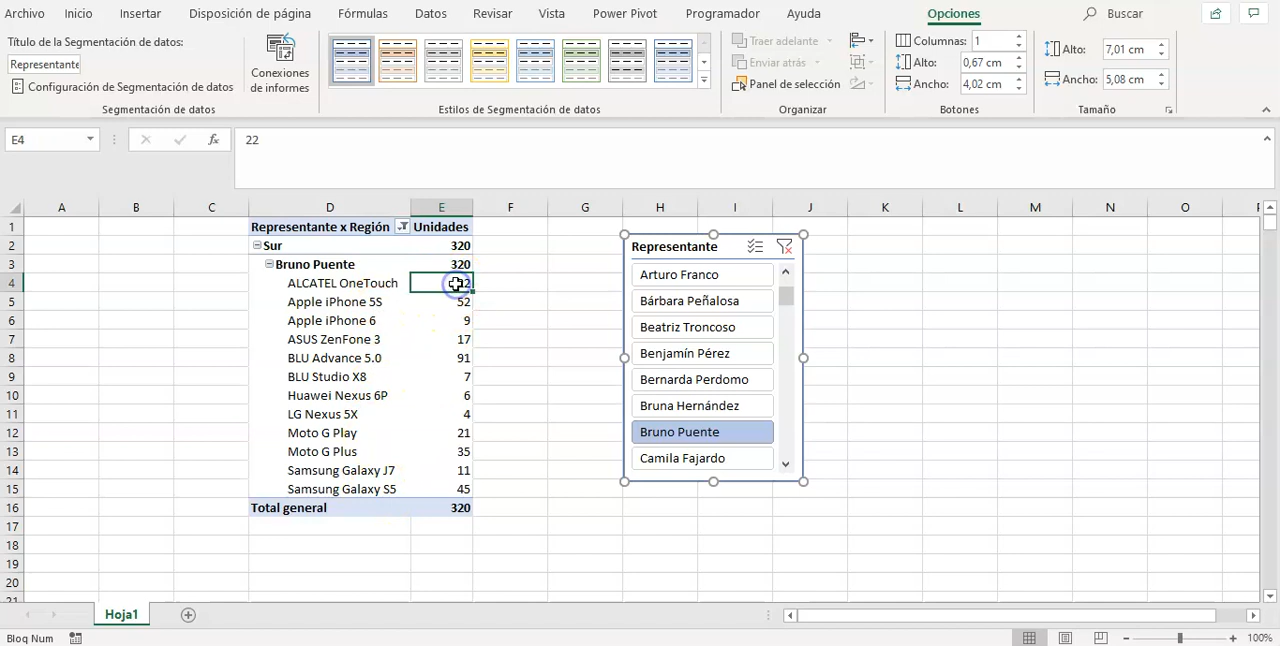 Archivo Inicio Insertar Disposición de página Fórmulas Datos Revisar Vista Power Pivot Programador Ayuda Opciones Buscar
Título de la Segmentación de datos:
Representante
Configuración de Segmentación de datos
Segmentación de datos
Conexiones
de informes
Estilos de Segmentación de datos
Traer adelante
Enviar atrás
Panel de selección
Organizar
Columnas: 1
Alto: 0,67 cm
Ancho: 4,02 cm
Botones
Alto: 7,01 cm
Ancho: 5,08 cm
Tamaño
E4 fx 22
A B C D E F G H I J K L M N O P
1 Representante x Región Unidades
2 Sur 320
3 Bruno Puente 320
4 ALCATEL OneTouch
5 Apple iPhone 5S 52
6 Apple iPhone 6 9
7 ASUS ZenFone 3 17
8 BLU Advance 5.0 91
9 BLU Studio X8 7
10 Huawei Nexus 6P 6
11 LG Nexus 5X 4
12 Moto G Play 21
13 Moto G Plus 35
14 Samsung Galaxy J7 11
15 Samsung Galaxy S5 45
16 Total general 320
17
18
19
20
21
Representante
Arturo Franco
Bárbara Peñalosa
Beatriz Troncoso
Benjamín Pérez
Bernarda Perdomo
Bruna Hernández
Bruno Puente
Camila Fajardo
Hoja1
Bloq Num
100%